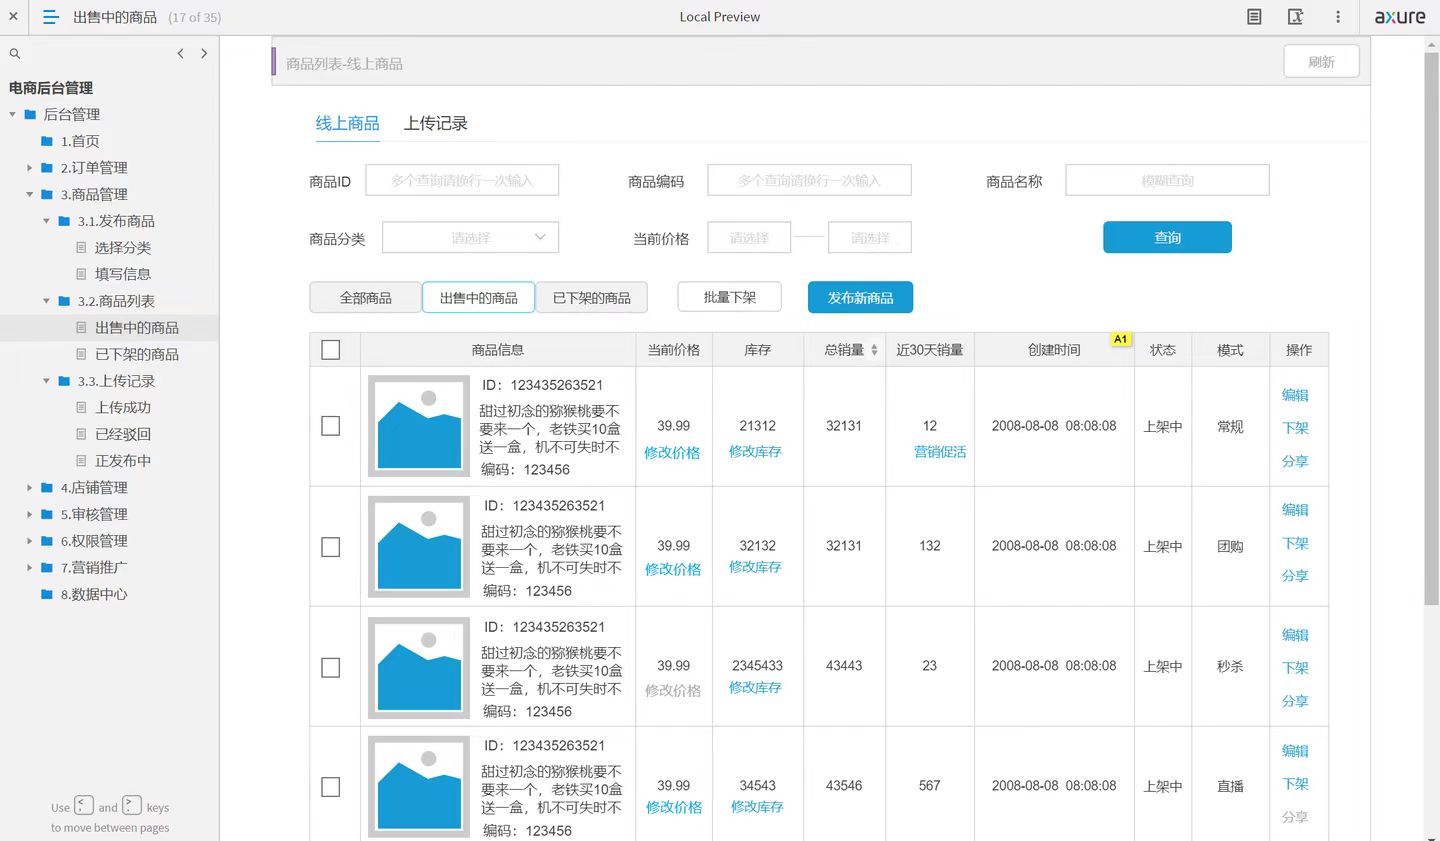 出售中的商品 (17 of 35)
Local Preview
axure
电商后台管理
后台管理
1.首页
2.订单管理
3.商品管理
3.1.发布商品
选择分类
填写信息
3.2.商品列表
出售中的商品
已下架的商品
3.3.上传记录
上传成功
已经驳回
正发布中
4.店铺管理
5.审核管理
6.权限管理
7.营销推广
8.数据中心
Use < , and > . keys
to move between pages
商品列表-线上商品
刷新
线上商品 上传记录
商品ID 多个查询请换行一次输入 商品编码 多个查询请换行一次输入 商品名称 模糊查询
商品分类 请选择 当前价格 请选择 请选择 查询
全部商品 出售中的商品 已下架的商品 批量下架 发布新商品
商品信息 当前价格 库存 总销量 近30天销量 创建时间 A1 状态 模式 操作
ID：123435263521
甜过初念的猕猴桃要不
要来一个，老铁买10盒
送一盒，机不可失时不
编码：123456
39.99
修改价格
21312
修改库存
32131
12
营销促活
2008-08-08 08:08:08
上架中
常规
编辑
下架
分享
ID：123435263521
甜过初念的猕猴桃要不
要来一个，老铁买10盒
送一盒，机不可失时不
编码：123456
39.99
修改价格
32132
修改库存
32131
132
2008-08-08 08:08:08
上架中
团购
编辑
下架
分享
ID：123435263521
甜过初念的猕猴桃要不
要来一个，老铁买10盒
送一盒，机不可失时不
编码：123456
39.99
修改价格
2345433
修改库存
43443
23
2008-08-08 08:08:08
上架中
秒杀
编辑
下架
分享
ID：123435263521
甜过初念的猕猴桃要不
要来一个，老铁买10盒
送一盒，机不可失时不
编码：123456
39.99
修改价格
34543
修改库存
43546
567
2008-08-08 08:08:08
上架中
直播
编辑
下架
分享